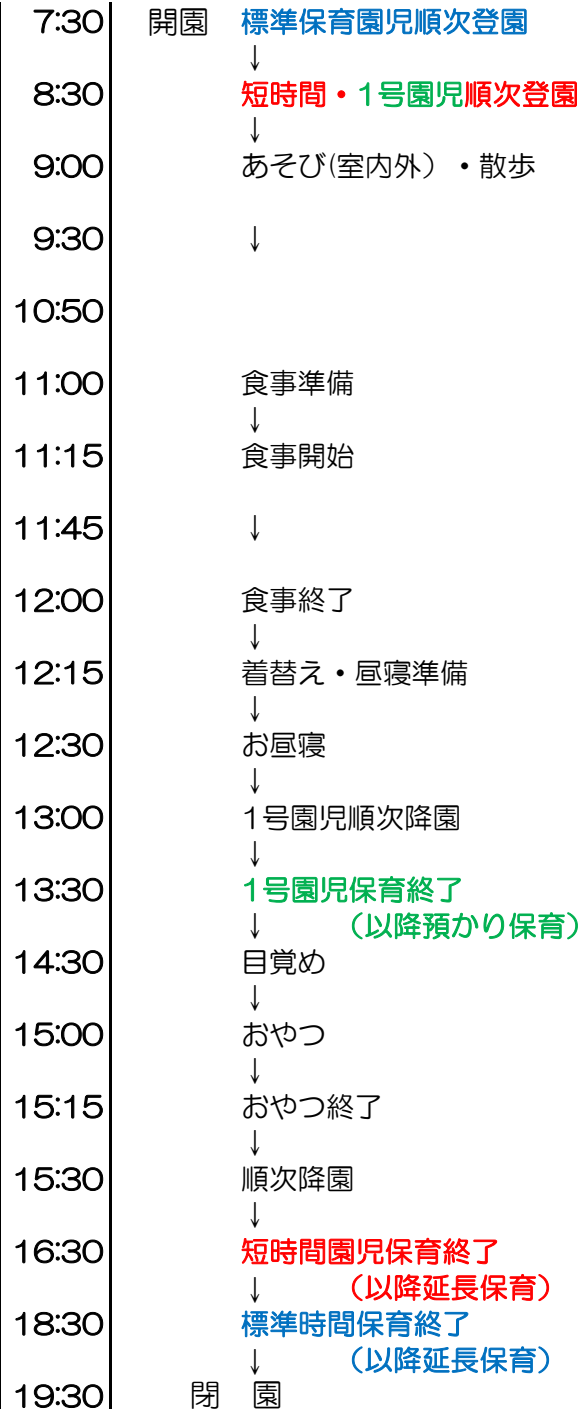 7:30 開園 標準保育園児順次登園
↓
8:30 短時間・1号園児順次登園
↓
9:00 あそび(室内外）・散歩
9:30 ↓
10:50
11:00 食事準備
↓
11:15 食事開始
11:45 ↓
12:00 食事終了
↓
12:15 着替え・昼寝準備
↓
12:30 お昼寝
↓
13:00 1号園児順次降園
↓
13:30 1号園児保育終了
↓ （以降預かり保育）
14:30 目覚め
↓
15:00 おやつ
↓
15:15 おやつ終了
↓
15:30 順次降園
↓
16:30 短時間園児保育終了
↓ （以降延長保育）
18:30 標準時間保育終了
↓ （以降延長保育）
19:30 閉 園